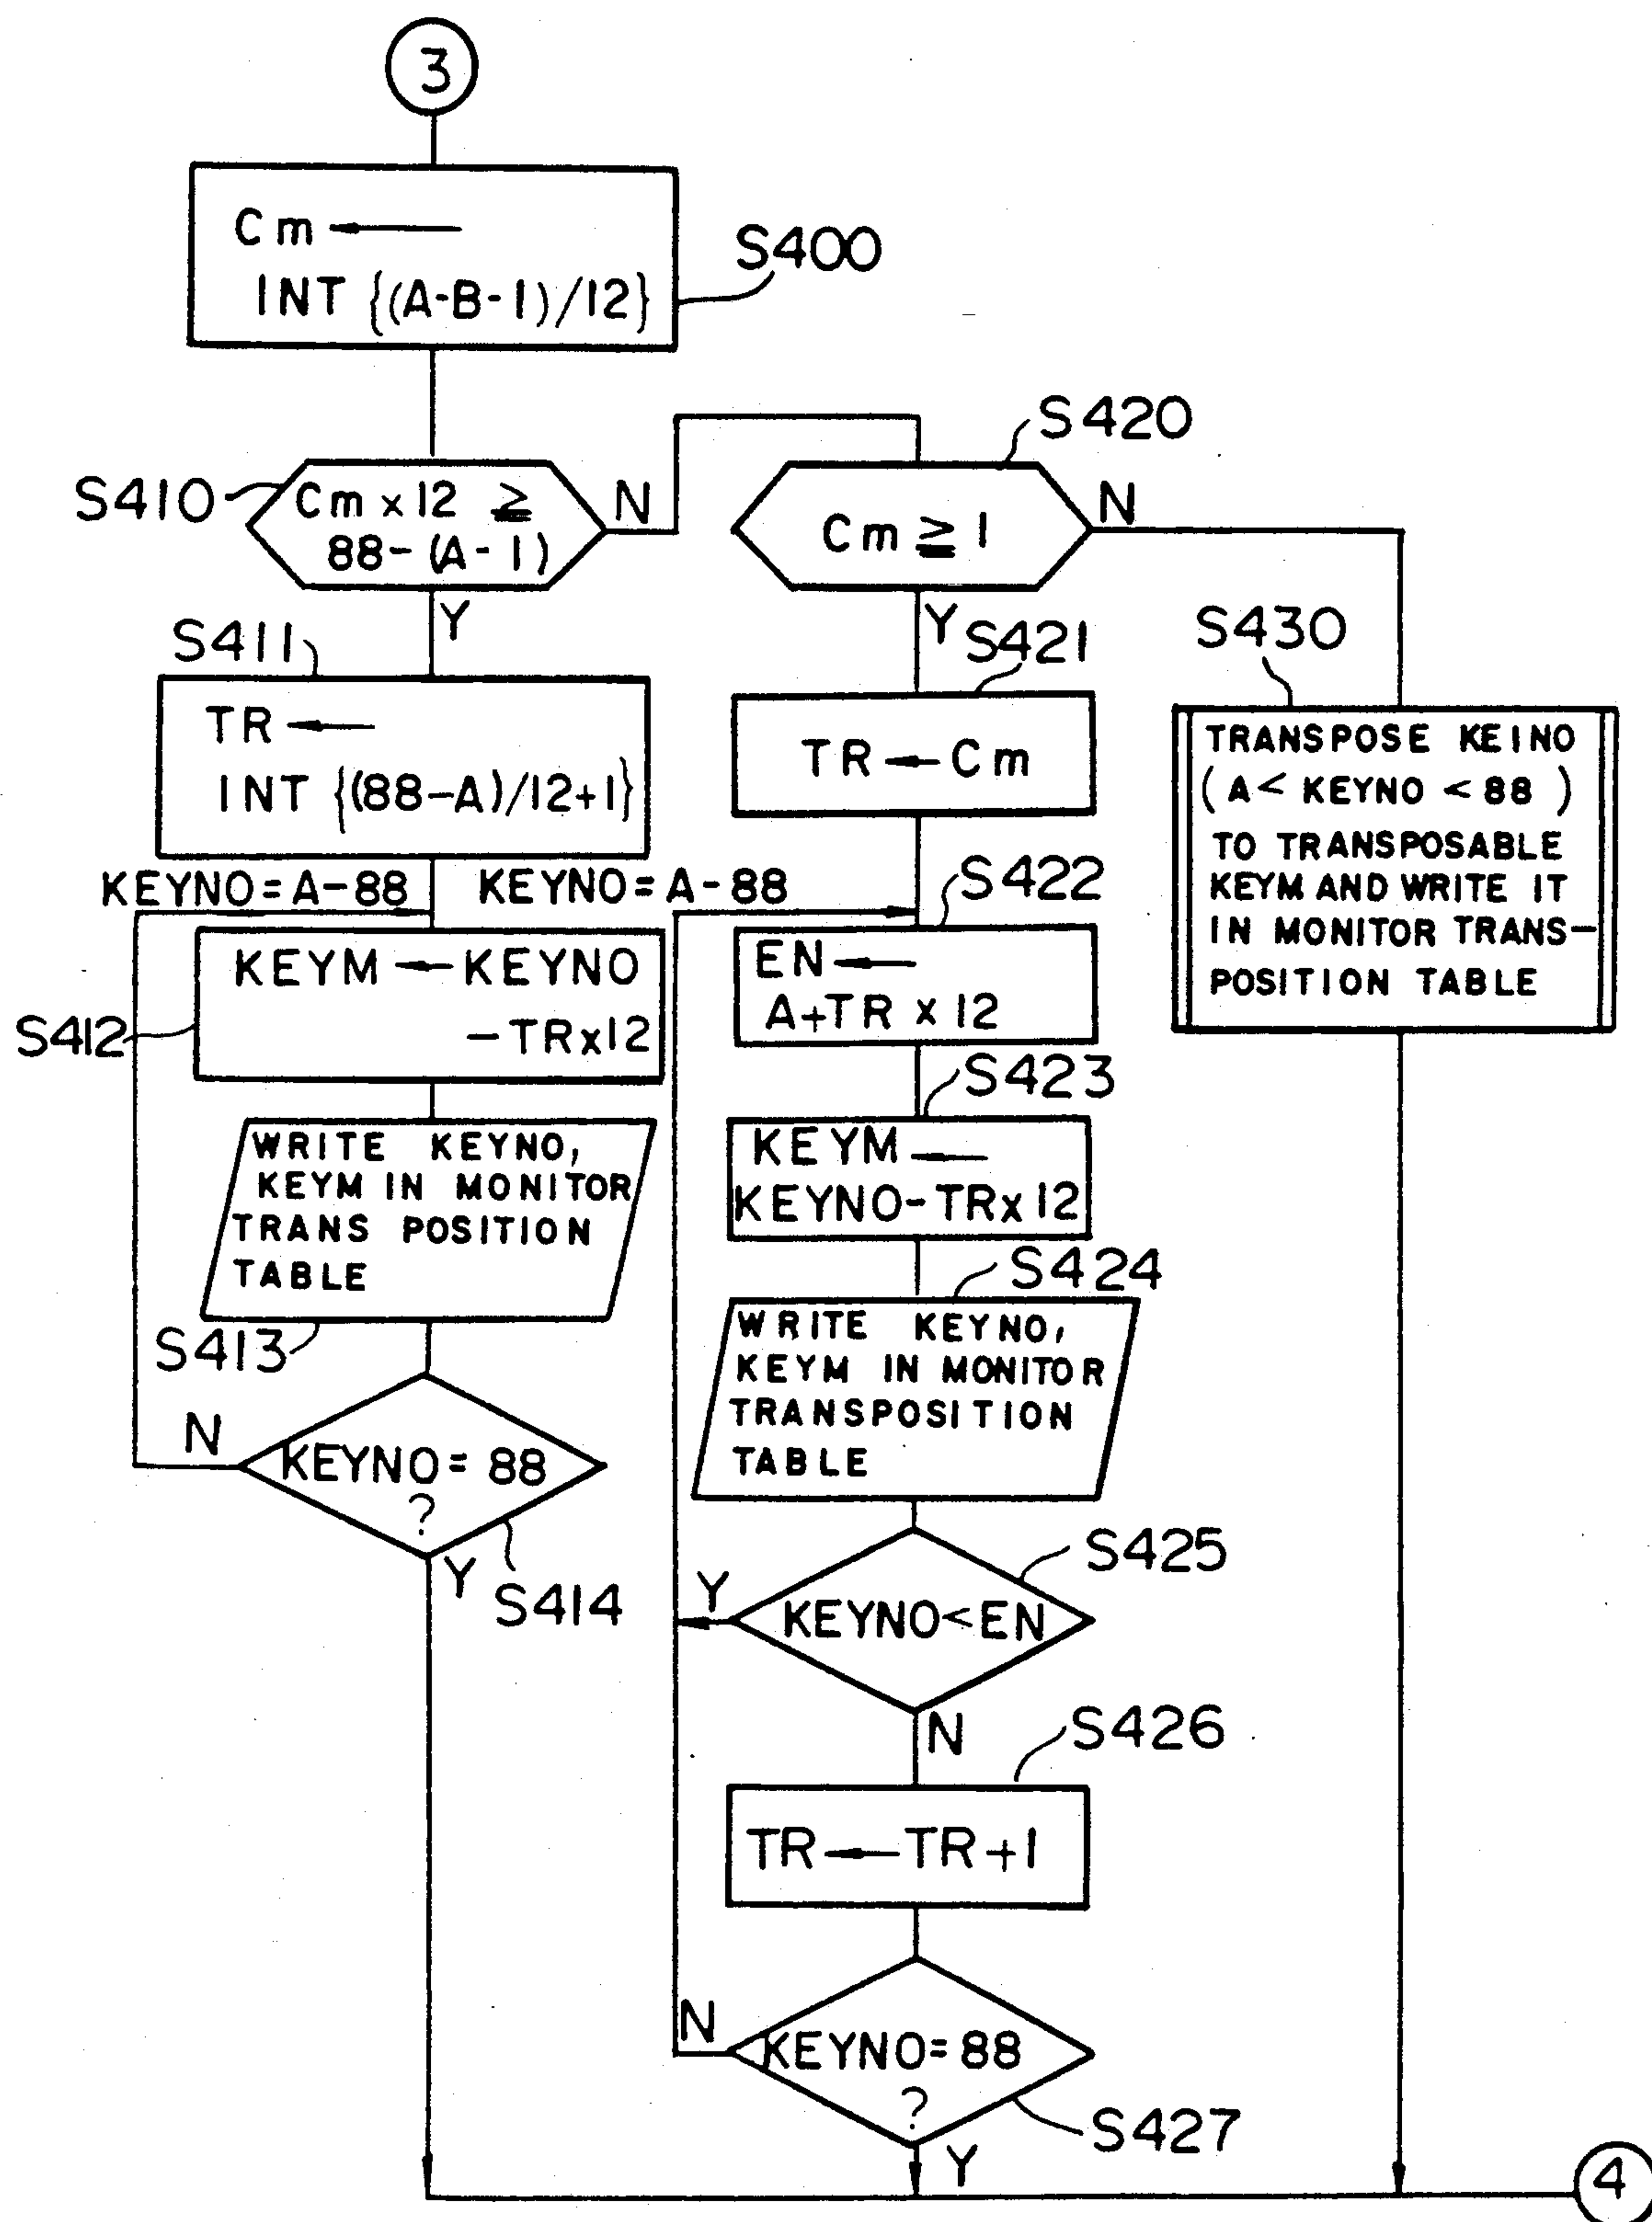 3
Cm ←
INT {(A-B-1)/12}
S400
S410
Cm x 12 ≧
88-(A-1)
N
Y
S420
Cm ≧ 1
N
Y
S411
TR ←
INT {(88-A)/12+1}
S421
TR ← Cm
S430
TRANSPOSE KEINO
(A < KEYNO < 88)
TO TRANSPOSABLE
KEYM AND WRITE IT
IN MONITOR TRANS-
POSITION TABLE
KEYNO=A-88
KEYNO=A-88
S412
KEYM ← KEYNO
-TRx12
S422
EN ←
A+TR x 12
S423
KEYM ←
KEYNO-TRx12
WRITE KEYNO,
KEYM IN MONITOR
TRANS POSITION
TABLE
S413
S424
WRITE KEYNO,
KEYM IN MONITOR
TRANSPOSITION
TABLE
N
KEYNO= 88
?
Y
S414
S425
Y
KEYNO<EN
N
S426
TR ← TR+1
N
KEYNO=88
?
S427
Y
4